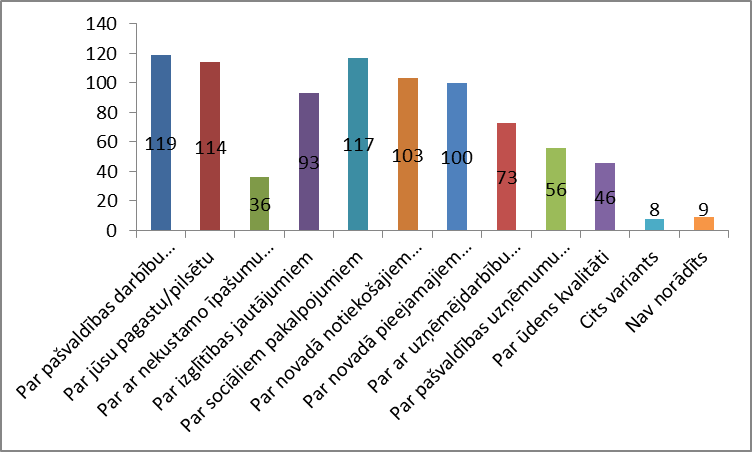 140
120
100
80
60
40
20
0
119
114
36
93
117
103
100
73
56
46
8
9
Par pašvaldības darbību...
Par jūsu pagastu/pilsētu
Par ar nekustamo īpašumu...
Par izglītības jautājumiem
Par sociāliem pakalpojumiem
Par novadā notiekošajiem...
Par novadā pieejamajiem...
Par ar uzņēmējdarbību...
Par pašvaldības uzņēmumu...
Par ūdens kvalitāti
Cits variants
Nav norādīts